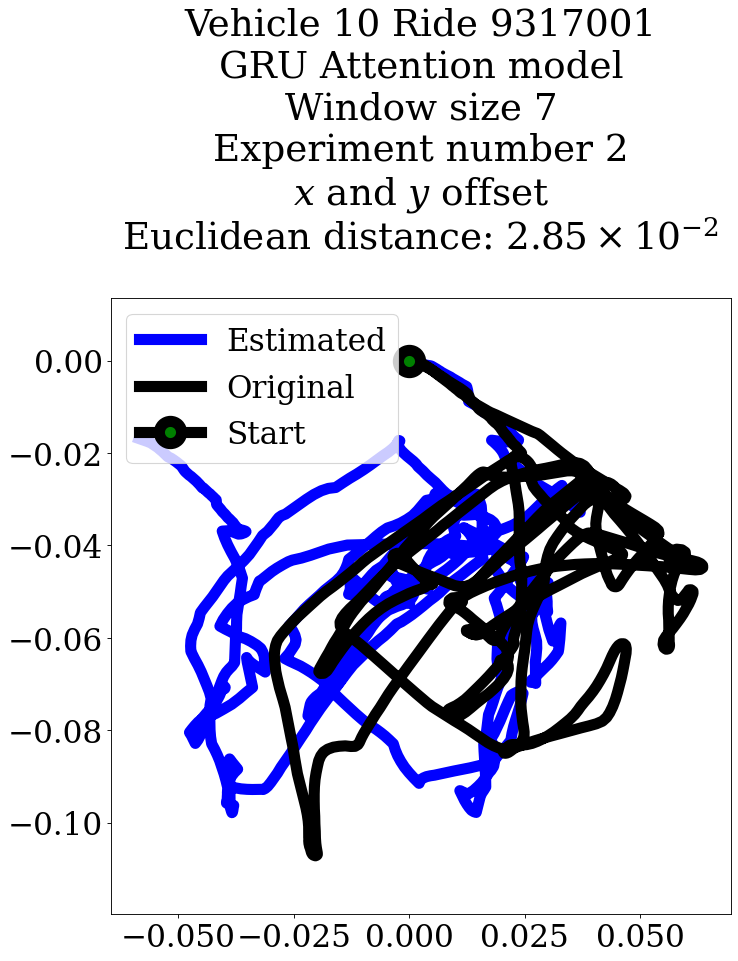 Vehicle 10 Ride 9317001
GRU Attention model
Window size 7
Experiment number 2
x and y offset
Euclidean distance: 2.85 × 10⁻²
Estimated
Original
Start
0.00
−0.02
−0.04
−0.06
−0.08
−0.10
−0.050 −0.025 0.000 0.025 0.050